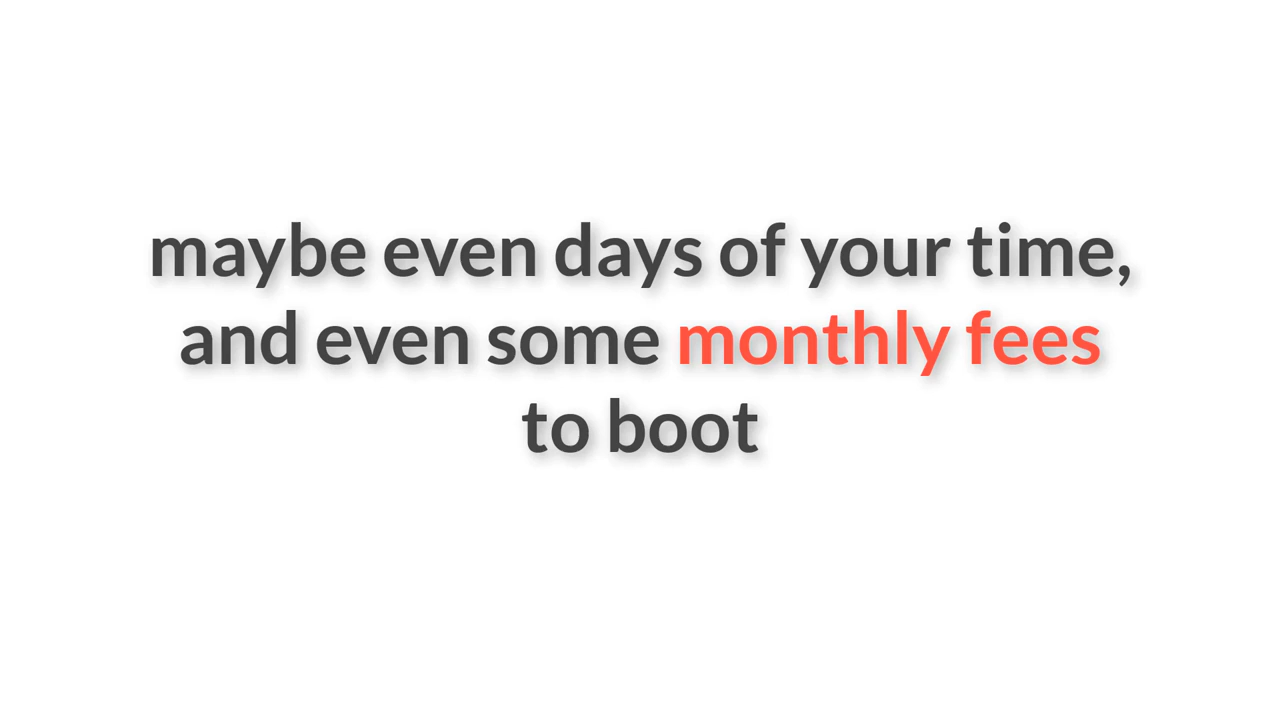 maybe even days of your time,
and even some monthly fees
to boot